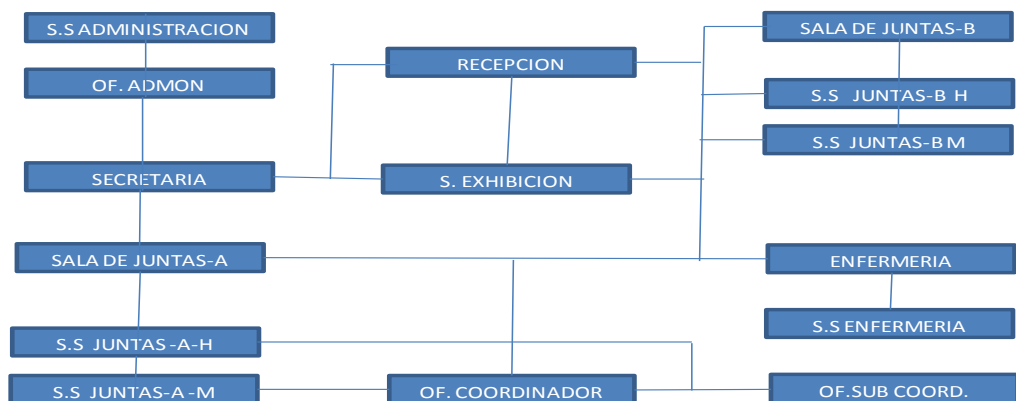 S.S ADMINISTRACION
OF. ADMON
SECRETARIA
SALA DE JUNTAS-A
S.S JUNTAS -A-H
S.S JUNTAS-A -M
RECEPCION
S. EXHIBICION
OF. COORDINADOR
SALA DE JUNTAS-B
S.S JUNTAS-B H
S.S JUNTAS-B M
ENFERMERIA
S.S ENFERMERIA
OF.SUB COORD.